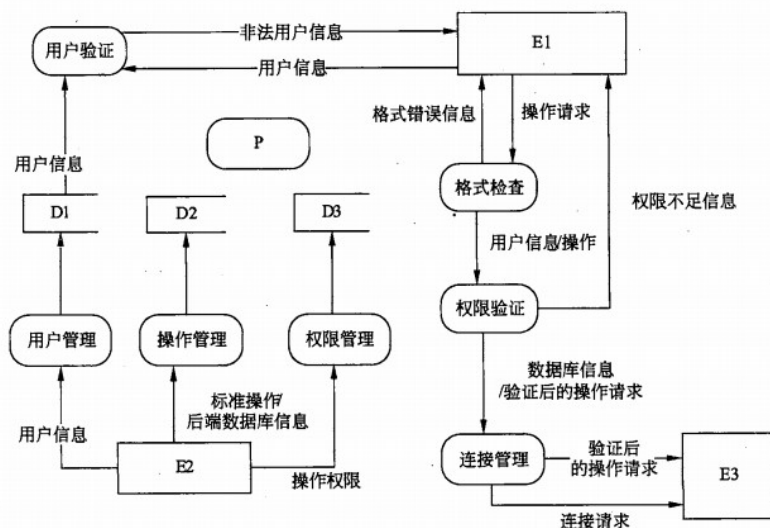 用户验证
非法用户信息
用户信息
E1
格式错误信息
操作请求
P
用户信息
格式检查
D1
D2
D3
权限不足信息
用户信息/操作
用户管理
操作管理
权限管理
权限验证
数据库信息
/验证后的操作请求
用户信息
标准操作/
后端数据库信息
E2
操作权限
连接管理
验证后
的操作请求
E3
连接请求